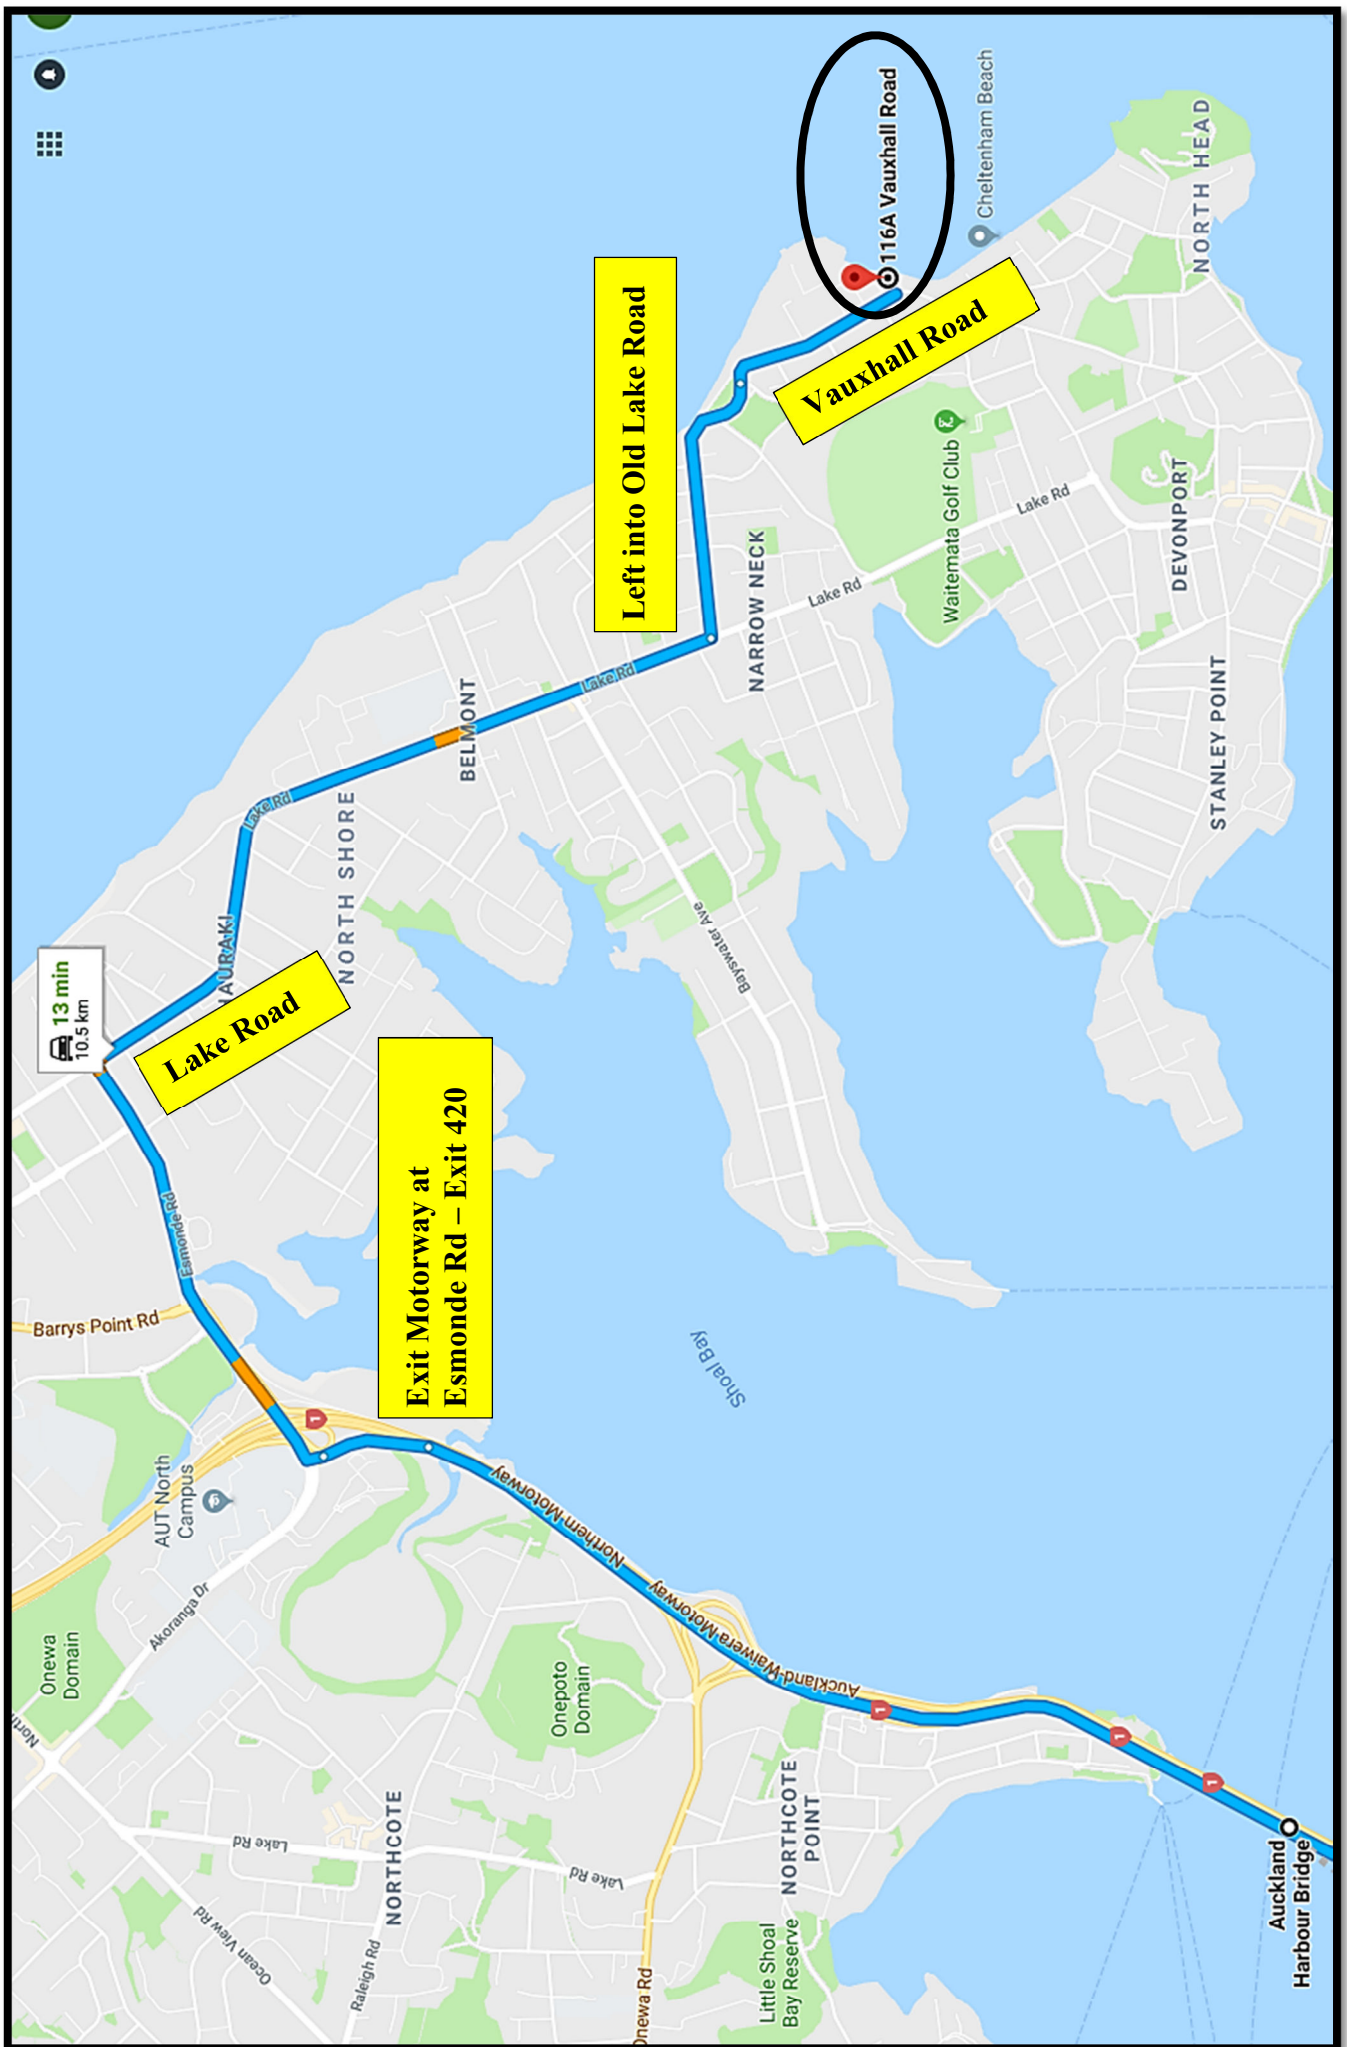 13 min
10.5 km
116A Vauxhall Road
Cheltenham Beach
NORTH HEAD
Vauxhall Road
Left into Old Lake Road
Waitemata Golf Club
Lake Rd
DEVONPORT
NARROW NECK
Lake Rd
STANLEY POINT
Lake Rd
BELMONT
Lake Rd
NORTH SHORE
HAURAKI
Lake Road
Bayswater Ave
Exit Motorway at
Esmonde Rd – Exit 420
Esmonde Rd
Barrys Point Rd
Shoal Bay
1
AUT North
Campus
Northern Motorway
Auckland-Waiwera Motorway
Akoranga Dr
Onewa
Domain
Onepoto
Domain
1
1
1
NORTHCOTE
POINT
NORTHCOTE
Lake Rd
Lake Rd
Ocean View Rd
Raleigh Rd
Onewa Rd
Little Shoal
Bay Reserve
Auckland
Harbour Bridge